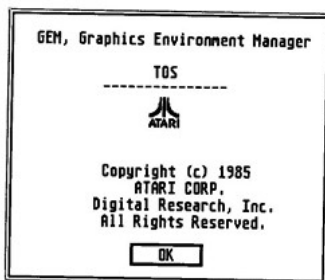 GEM, Graphics Environment Manager
TOS
----------------
ATARI
Copyright (c) 1985
ATARI CORP.
Digital Research, Inc.
All Rights Reserved.
OK